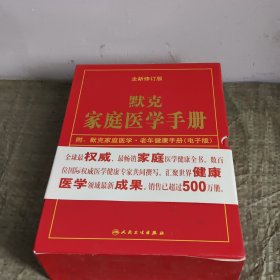 全新修订版
默克
家庭医学手册
附：默克家庭医学·老年健康手册(电子版)
全球最权威、最畅销家庭医学健康全书，数百
位国际权威医学健康专家共同撰写，汇聚世界健康
医学领域最新成果，销售已超过500万册。
人民卫生出版社